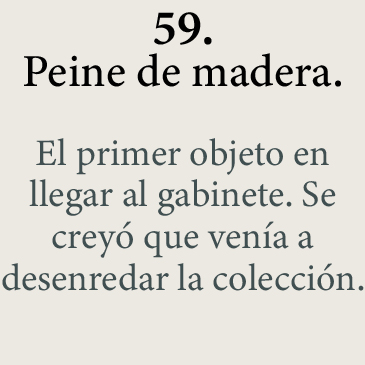 59.
Peine de madera.
El primer objeto en
llegar al gabinete. Se
creyó que venía a
desenredar la colección.